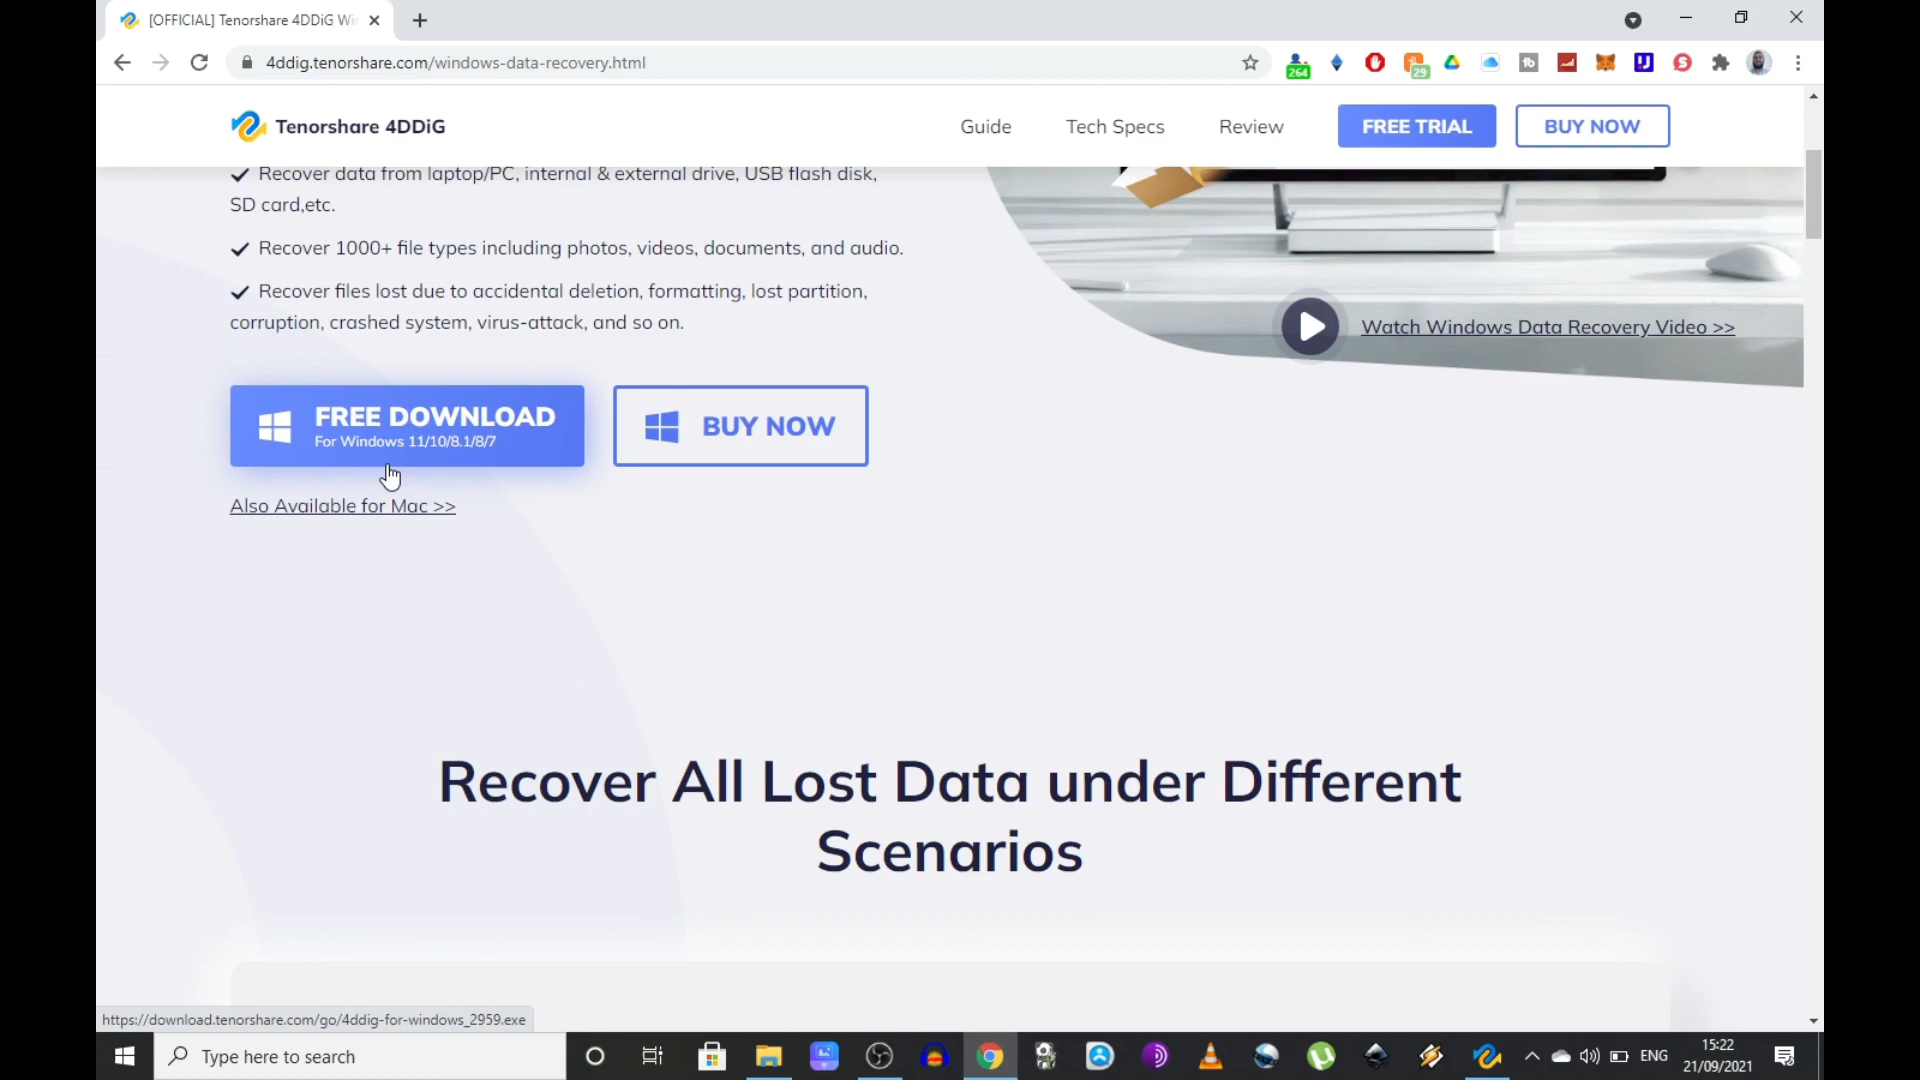 [OFFICIAL] Tenorshare 4DDiG Wi
4ddig.tenorshare.com/windows-data-recovery.html
264
29
Tenorshare 4DDiG
Guide
Tech Specs
Review
FREE TRIAL
BUY NOW
Recover data from laptop/PC, internal & external drive, USB flash disk,
SD card,etc.
Recover 1000+ file types including photos, videos, documents, and audio.
Recover files lost due to accidental deletion, formatting, lost partition,
corruption, crashed system, virus-attack, and so on.
Watch Windows Data Recovery Video >>
FREE DOWNLOAD
For Windows 11/10/8.1/8/7
BUY NOW
Also Available for Mac >>
Recover All Lost Data under Different
Scenarios
https://download.tenorshare.com/go/4ddig-for-windows_2959.exe
Type here to search
ENG
15:22
21/09/2021